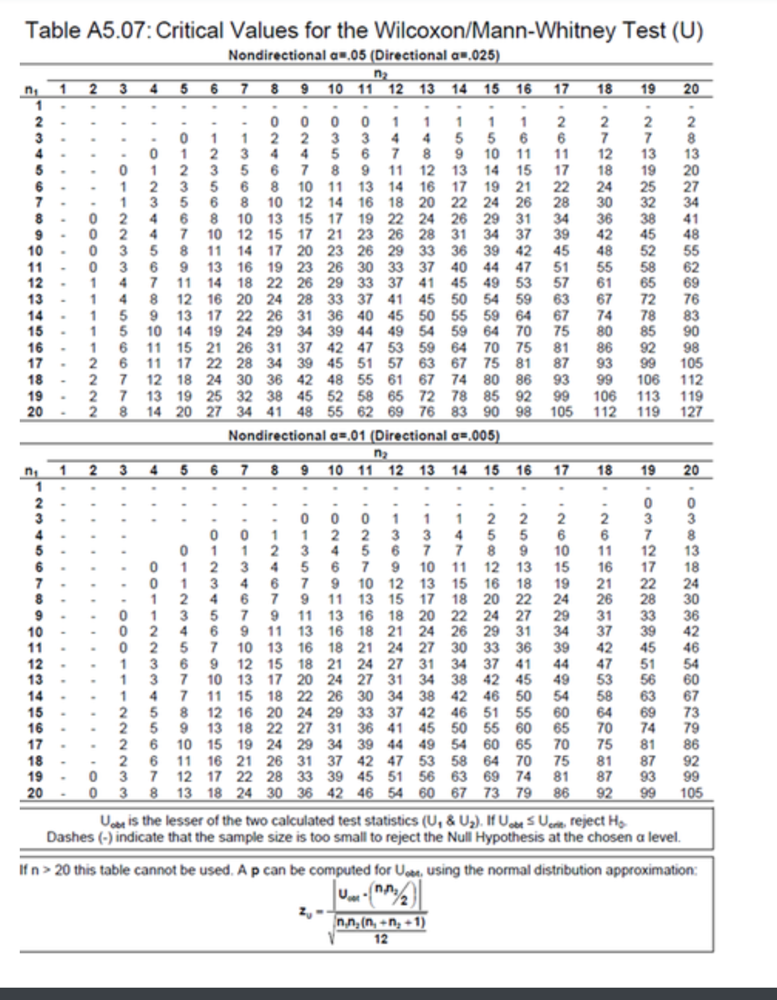 Table A5.07: Critical Values for the Wilcoxon/Mann-Whitney Test (U)
Nondirectional α=.05 (Directional α=.025)
n₂
n₁ 1 2 3 4 5 6 7 8 9 10 11 12 13 14 15 16 17 18 19 20
1 - - - - - - - - - - - - - - - - - - - -
2 - - - - - - - 0 0 0 0 1 1 1 1 1 2 2 2 2
3 - - - - 0 1 1 2 2 3 3 4 4 5 5 6 6 7 7 8
4 - - - 0 1 2 3 4 4 5 6 7 8 9 10 11 11 12 13 13
5 - - 0 1 2 3 5 6 7 8 9 11 12 13 14 15 17 18 19 20
6 - - 1 2 3 5 6 8 10 11 13 14 16 17 19 21 22 24 25 27
7 - - 1 3 5 6 8 10 12 14 16 18 20 22 24 26 28 30 32 34
8 - 0 2 4 6 8 10 13 15 17 19 22 24 26 29 31 34 36 38 41
9 - 0 2 4 7 10 12 15 17 21 23 26 28 31 34 37 39 42 45 48
10 - 0 3 5 8 11 14 17 20 23 26 29 33 36 39 42 45 48 52 55
11 - 0 3 6 9 13 16 19 23 26 30 33 37 40 44 47 51 55 58 62
12 - 1 4 7 11 14 18 22 26 29 33 37 41 45 49 53 57 61 65 69
13 - 1 4 8 12 16 20 24 28 33 37 41 45 50 54 59 63 67 72 76
14 - 1 5 9 13 17 22 26 31 36 40 45 50 55 59 64 67 74 78 83
15 - 1 5 10 14 19 24 29 34 39 44 49 54 59 64 70 75 80 85 90
16 - 1 6 11 15 21 26 31 37 42 47 53 59 64 70 75 81 86 92 98
17 - 2 6 11 17 22 28 34 39 45 51 57 63 67 75 81 87 93 99 105
18 - 2 7 12 18 24 30 36 42 48 55 61 67 74 80 86 93 99 106 112
19 - 2 7 13 19 25 32 38 45 52 58 65 72 78 85 92 99 106 113 119
20 - 2 8 14 20 27 34 41 48 55 62 69 76 83 90 98 105 112 119 127
Nondirectional α=.01 (Directional α=.005)
n₂
n₁ 1 2 3 4 5 6 7 8 9 10 11 12 13 14 15 16 17 18 19 20
1 - - - - - - - - - - - - - - - - - - - -
2 - - - - - - - - - - - - - - - - - - 0 0
3 - - - - - - - - 0 0 0 1 1 1 2 2 2 2 3 3
4 - - - 0 0 1 1 2 2 3 3 4 5 5 6 6 7 8
5 - - - 0 1 1 2 3 4 5 6 7 7 8 9 10 11 12 13
6 - - - 0 1 2 3 4 5 6 7 9 10 11 12 13 15 16 17 18
7 - - - 0 1 3 4 6 7 9 10 12 13 15 16 18 19 21 22 24
8 - - - 1 2 4 6 7 9 11 13 15 17 18 20 22 24 26 28 30
9 - - 0 1 3 5 7 9 11 13 16 18 20 22 24 27 29 31 33 36
10 - - 0 2 4 6 9 11 13 16 18 21 24 26 29 31 34 37 39 42
11 - - 0 2 5 7 10 13 16 18 21 24 27 30 33 36 39 42 45 46
12 - - 1 3 6 9 12 15 18 21 24 27 31 34 37 41 44 47 51 54
13 - - 1 3 7 10 13 17 20 24 27 31 34 38 42 45 49 53 56 60
14 - - 1 4 7 11 15 18 22 26 30 34 38 42 46 50 54 58 63 67
15 - - 2 5 8 12 16 20 24 29 33 37 42 46 51 55 60 64 69 73
16 - - 2 5 9 13 18 22 27 31 36 41 45 50 55 60 65 70 74 79
17 - - 2 6 10 15 19 24 29 34 39 44 49 54 60 65 70 75 81 86
18 - - 2 6 11 16 21 26 31 37 42 47 53 58 64 70 75 81 87 92
19 - 0 3 7 12 17 22 28 33 39 45 51 56 63 69 74 81 87 93 99
20 - 0 3 8 13 18 24 30 36 42 46 54 60 67 73 79 86 92 99 105
U_obt is the lesser of the two calculated test statistics (U₁ & U₂). If U_obt ≤ U_crit, reject H₀.
Dashes (-) indicate that the sample size is too small to reject the Null Hypothesis at the chosen α level.
If n > 20 this table cannot be used. A p can be computed for U_obt, using the normal distribution approximation:
z_U = |U_obt - (n₁n₂/2)| / √(n₁n₂(n₁ + n₂ + 1) / 12)